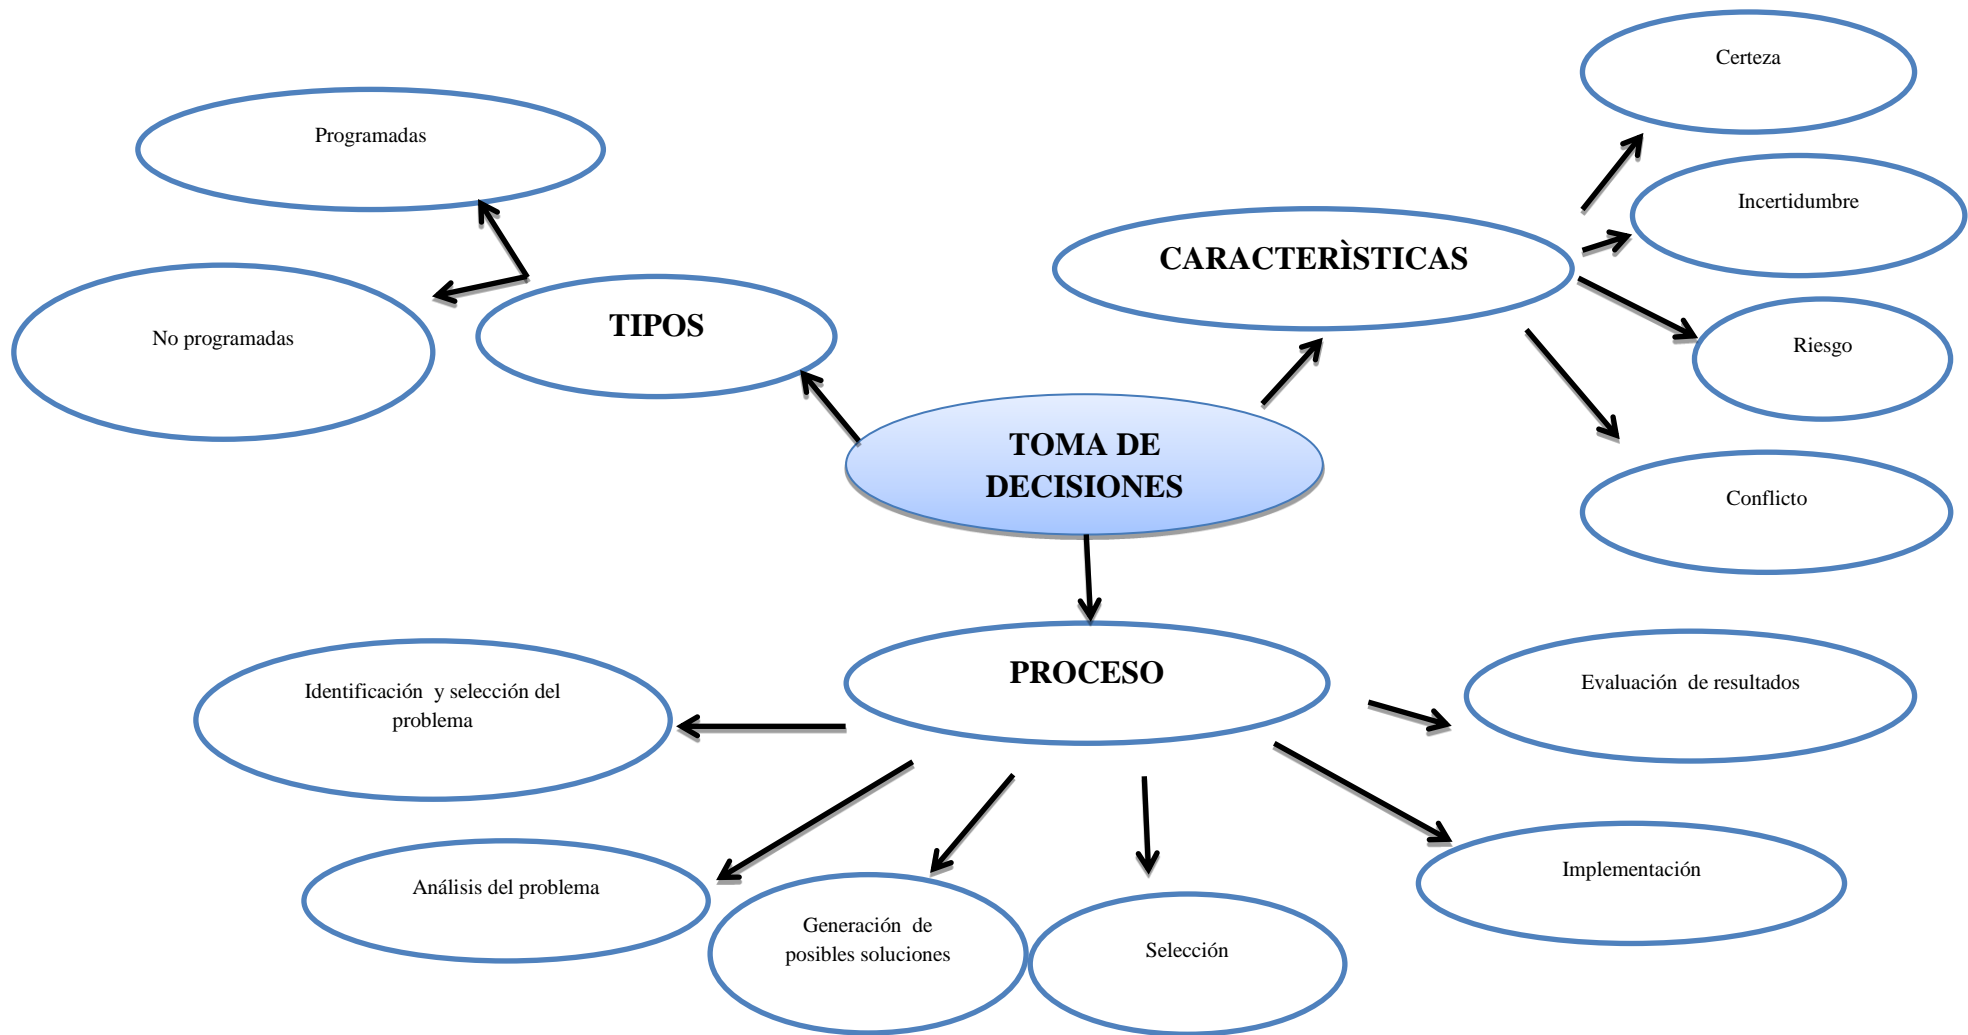 Certeza
Programadas
Incertidumbre
CARACTERÌSTICAS
TIPOS
No programadas
Riesgo
TOMA DE
DECISIONES
Conflicto
PROCESO
Identificación  y selección del
problema
Evaluación  de resultados
Análisis del problema
Implementación
Generación  de
posibles soluciones
Selección